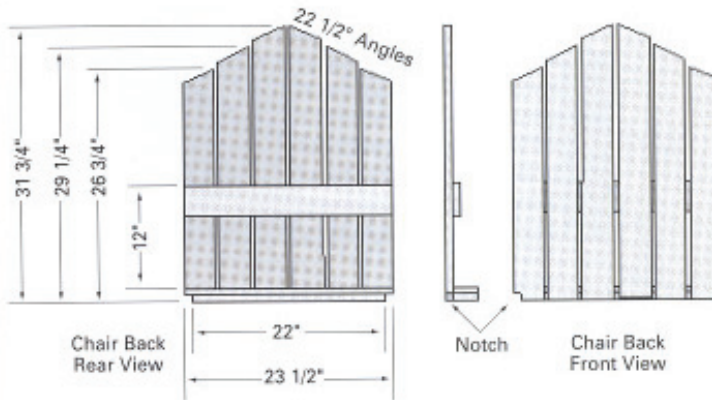 22 1/2° Angles
31 3/4"
29 1/4"
26 3/4"
12"
22"
23 1/2"
Chair Back
Rear View
Notch
Chair Back
Front View